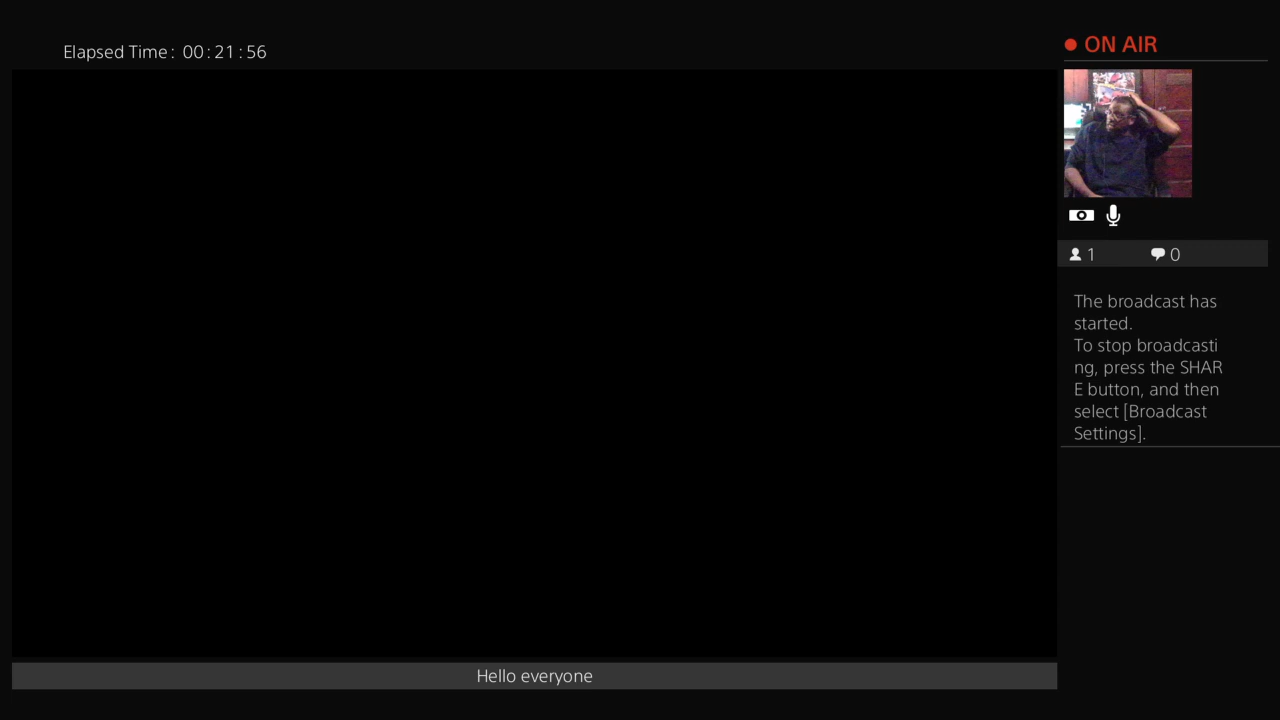 Elapsed Time: 00:21:56
ON AIR
1 0
The broadcast has
started.
To stop broadcasti
ng, press the SHAR
E button, and then
select [Broadcast
Settings].
Hello everyone